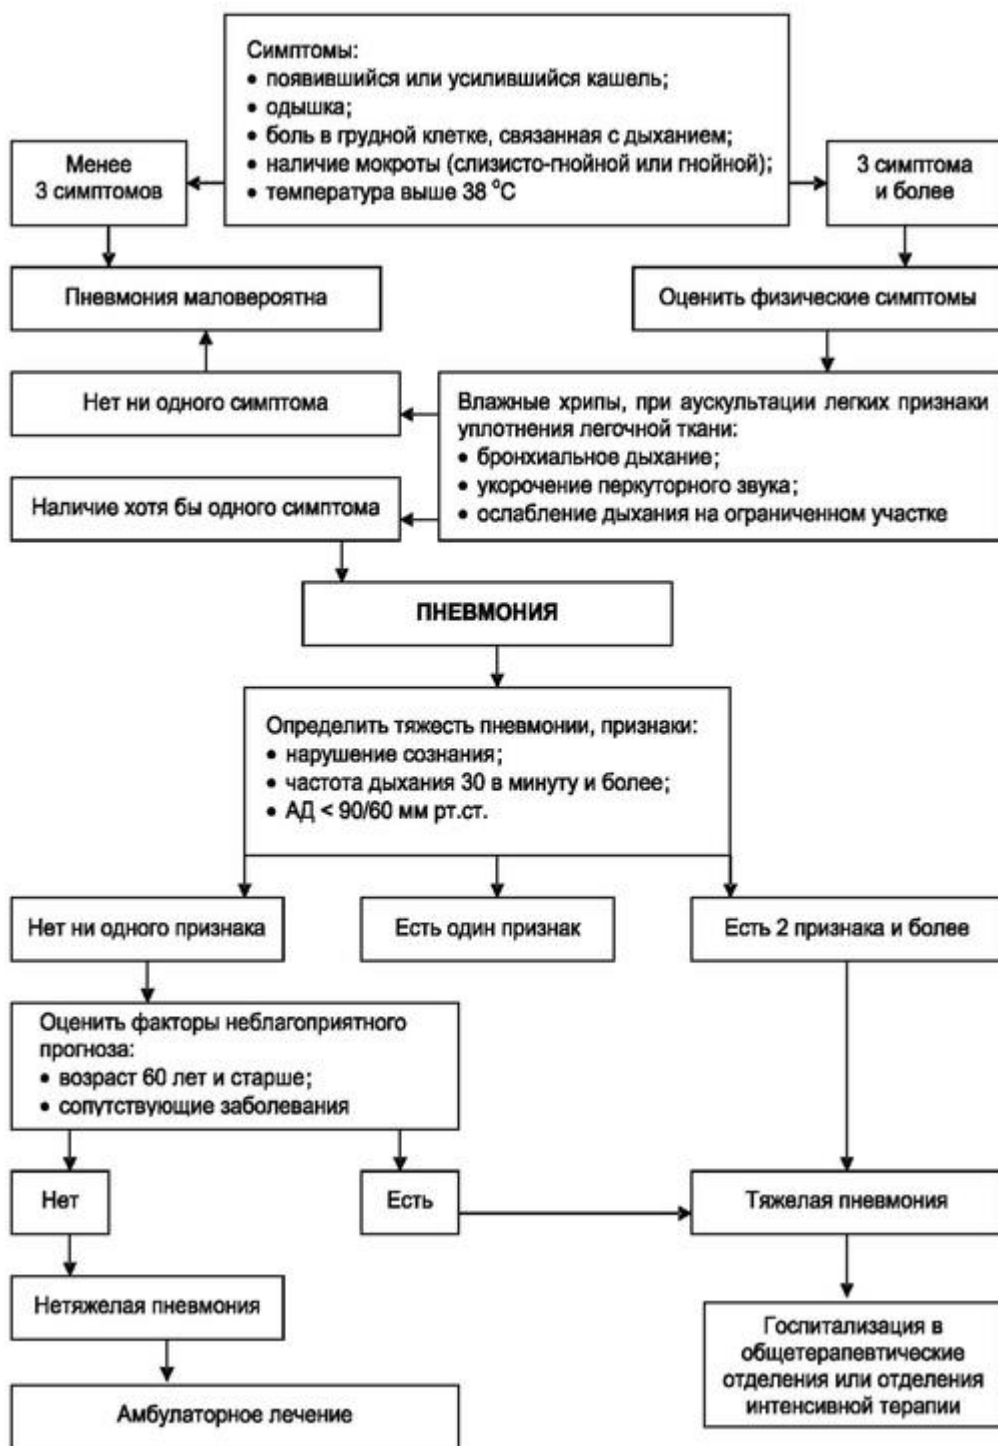 Симптомы:
• появившийся или усилившийся кашель;
• одышка;
• боль в грудной клетке, связанная с дыханием;
• наличие мокроты (слизисто-гнойной или гнойной);
• температура выше 38 °С
Менее
3 симптомов
3 симптома
и более
Пневмония маловероятна
Оценить физические симптомы
Нет ни одного симптома
Влажные хрипы, при аускультации легких признаки
уплотнения легочной ткани:
• бронхиальное дыхание;
• укорочение перкуторного звука;
• ослабление дыхания на ограниченном участке
Наличие хотя бы одного симптома
ПНЕВМОНИЯ
Определить тяжесть пневмонии, признаки:
• нарушение сознания;
• частота дыхания 30 в минуту и более;
• АД < 90/60 мм рт.ст.
Нет ни одного признака
Есть один признак
Есть 2 признака и более
Оценить факторы неблагоприятного
прогноза:
• возраст 60 лет и старше;
• сопутствующие заболевания
Нет
Есть
Тяжелая пневмония
Нетяжелая пневмония
Госпитализация в
общетерапевтические
отделения или отделения
интенсивной терапии
Амбулаторное лечение